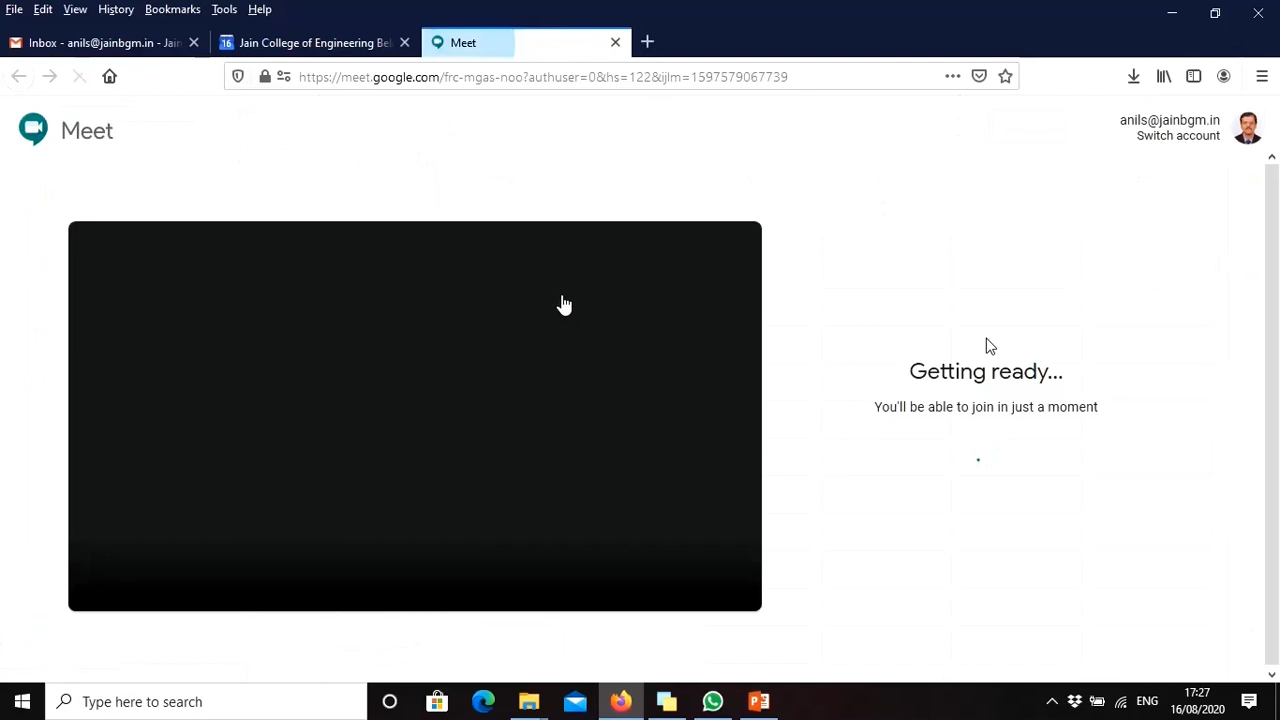 File Edit View History Bookmarks Tools Help
Inbox - anils@jainbgm.in - Jain
16 Jain College of Engineering Bel
Meet
https://meet.google.com/frc-mgas-noo?authuser=0&hs=122&ijlm=1597579067739
Meet
anils@jainbgm.in
Switch account
Getting ready...
You'll be able to join in just a moment
Type here to search
ENG
17:27
16/08/2020